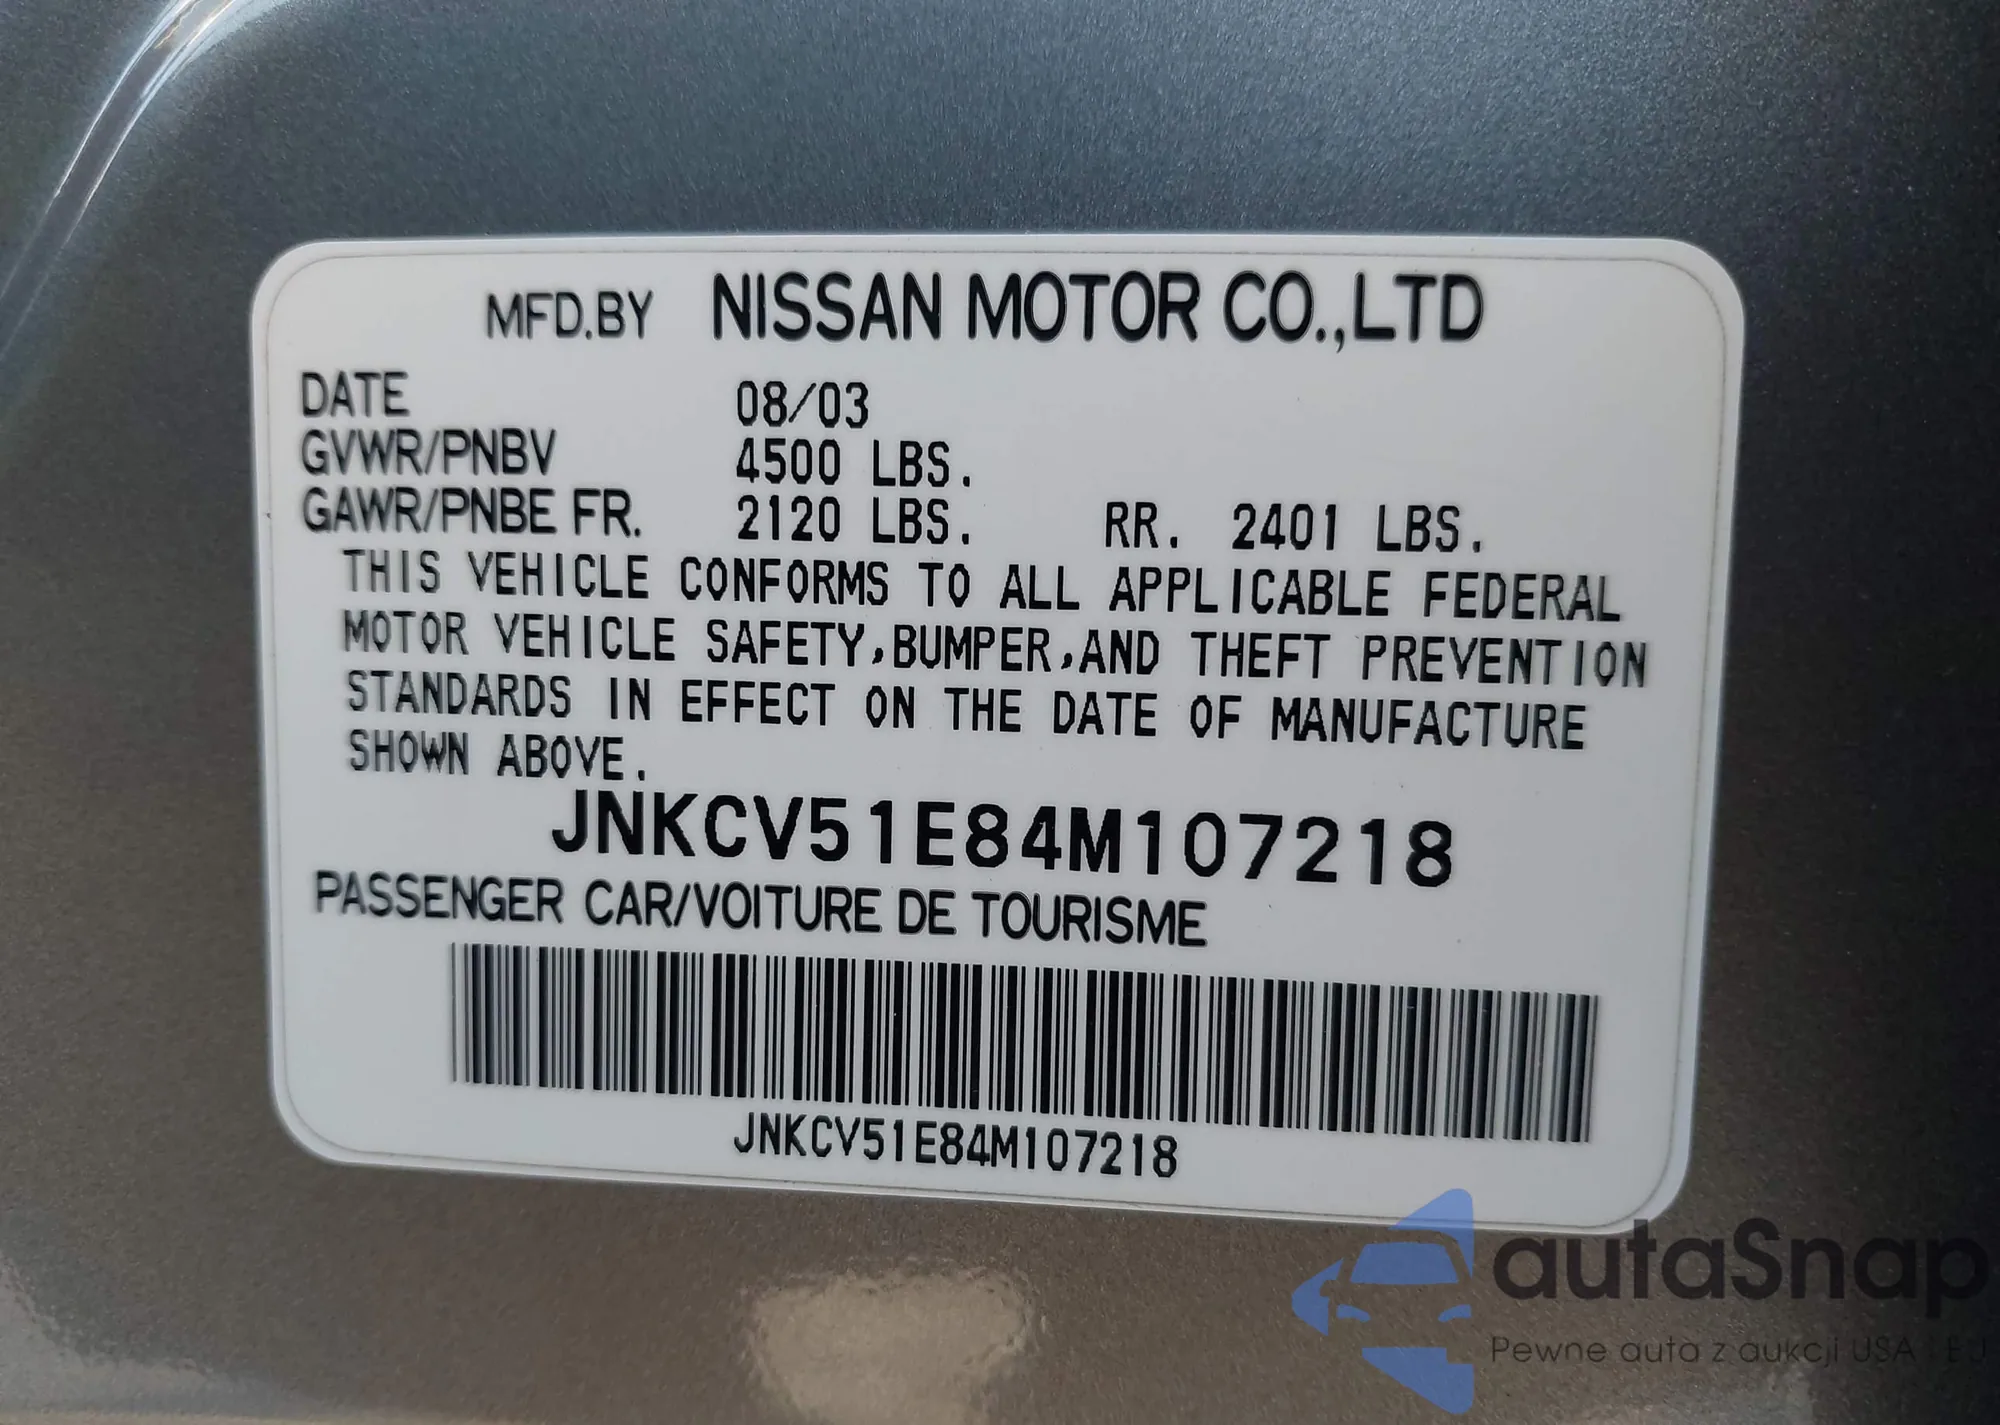 MFD.BY NISSAN MOTOR CO.,LTD
DATE 08/03
GVWR/PNBV 4500 LBS.
GAWR/PNBE FR. 2120 LBS. RR. 2401 LBS.
THIS VEHICLE CONFORMS TO ALL APPLICABLE FEDERAL
MOTOR VEHICLE SAFETY,BUMPER,AND THEFT PREVENTION
STANDARDS IN EFFECT ON THE DATE OF MANUFACTURE
SHOWN ABOVE.
JNKCV51E84M107218
PASSENGER CAR/VOITURE DE TOURISME
JNKCV51E84M107218
autaSnap
Pewne auta z aukcji USA i EU